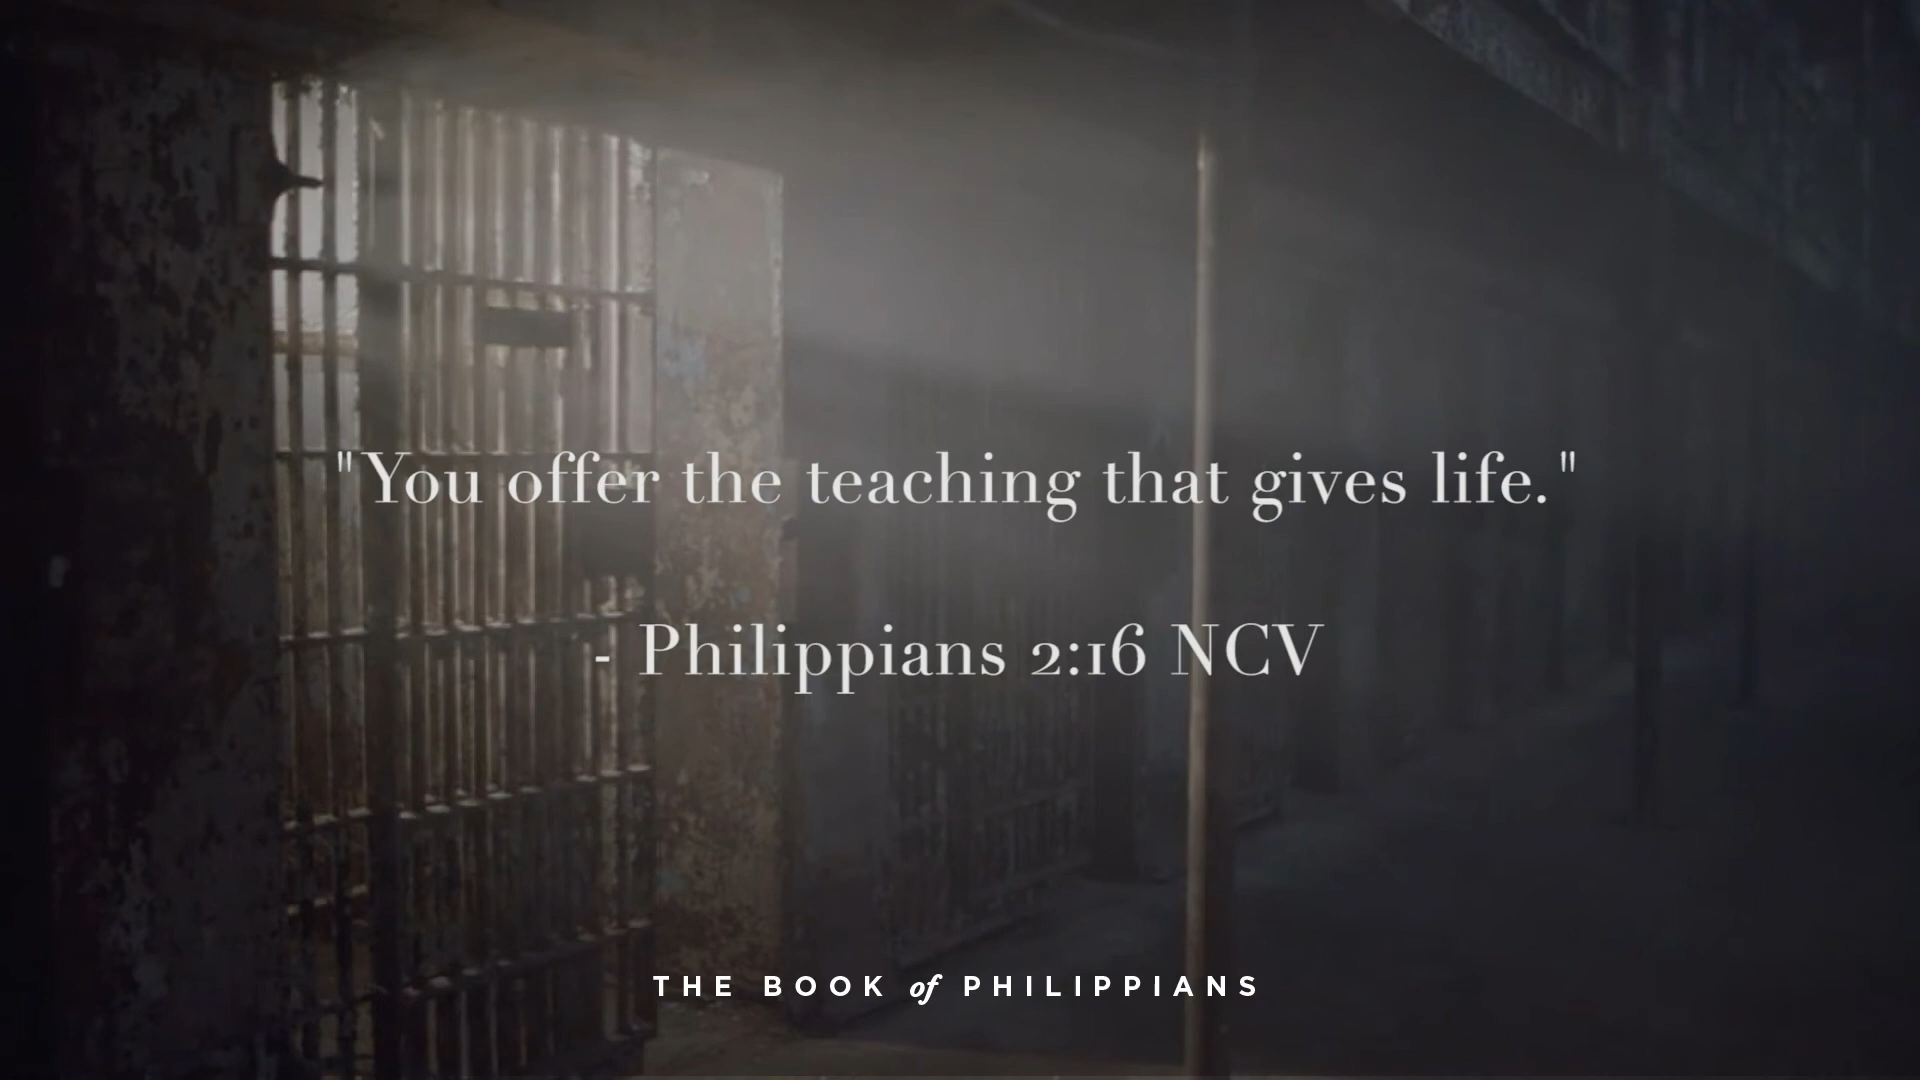 "You offer the teaching that gives life."
- Philippians 2:16 NCV
THE BOOK of PHILIPPIANS